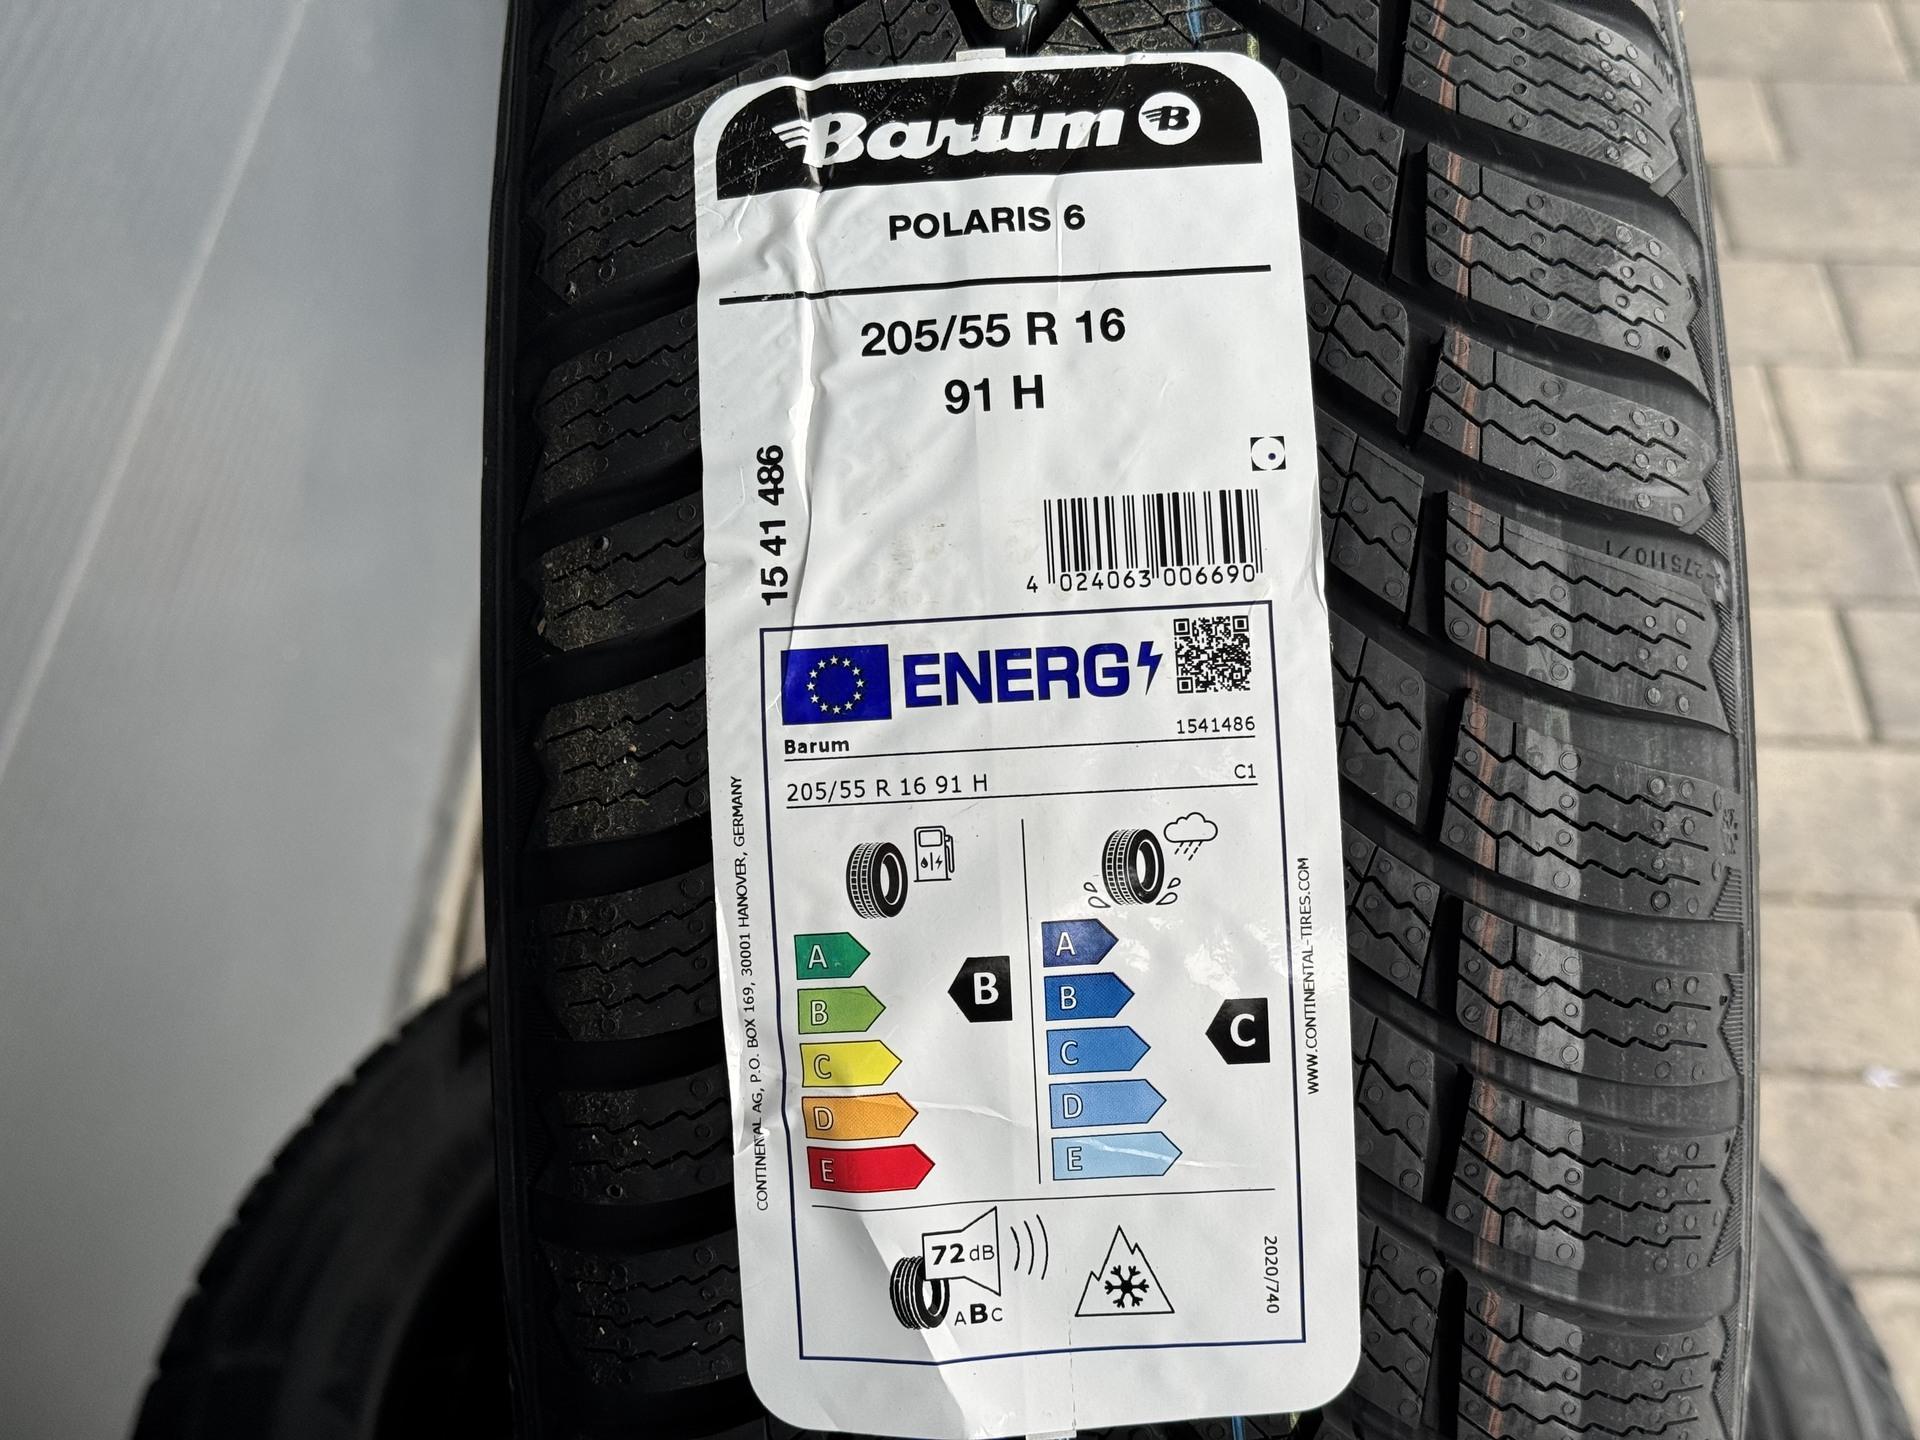 Barum B
POLARIS 6
205/55 R 16
91 H
15 41 486
4 024063 006690
ENERG
1541486
Barum
205/55 R 16 91 H
C1
A
B
C
D
E
B
A
B
C
D
E
C
72 dB
ABC
2020/740
CONTINENTAL AG, P.O. BOX 169, 30001 HANOVER, GERMANY
WWW.CONTINENTAL-TIRES.COM